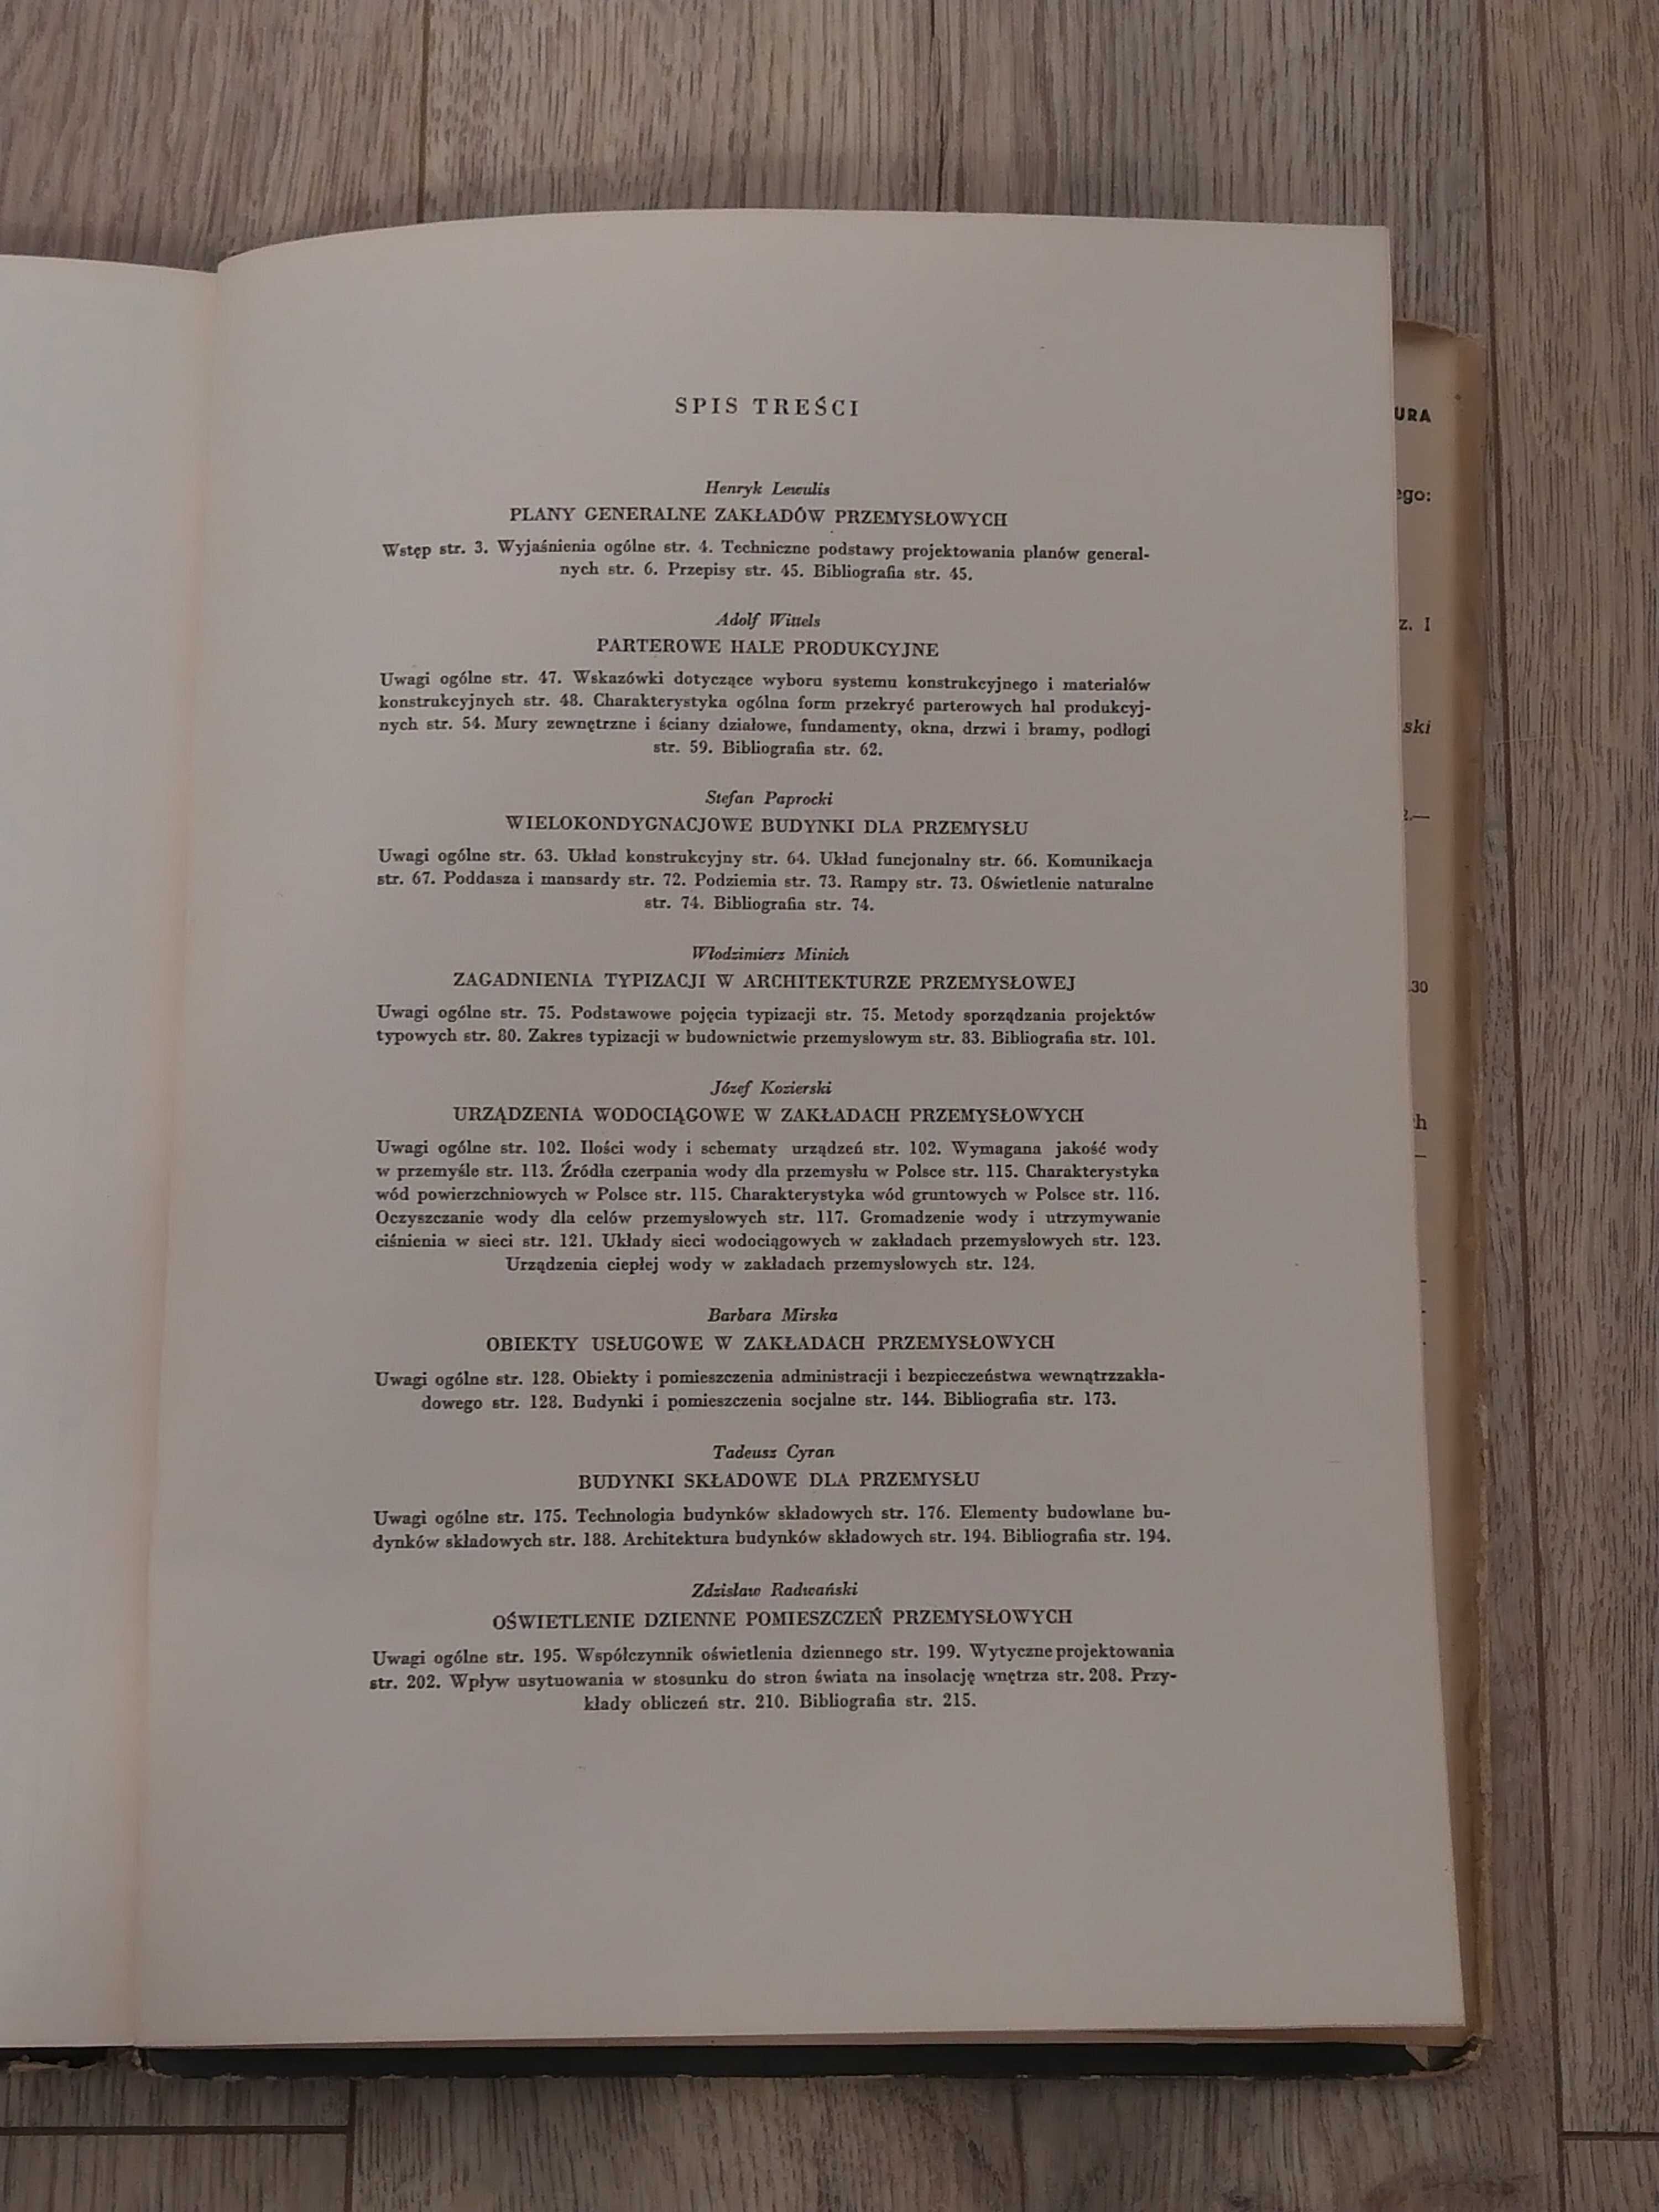 SPIS TREŚCI
Henryk Lewulis
PLANY GENERALNE ZAKŁADÓW PRZEMYSŁOWYCH
Wstęp str. 3. Wyjaśnienia ogólne str. 4. Techniczne podstawy projektowania planów general-
nych str. 6. Przepisy str. 45. Bibliografia str. 45.
Adolf Wittels
PARTEROWE HALE PRODUKCYJNE
Uwagi ogólne str. 47. Wskazówki dotyczące wyboru systemu konstrukcyjnego i materiałów
konstrukcyjnych str. 48. Charakterystyka ogólna form przekryć parterowych hal produkcyj-
nych str. 54. Mury zewnętrzne i ściany działowe, fundamenty, okna, drzwi i bramy, podłogi
str. 59. Bibliografia str. 62.
Stefan Paprocki
WIELOKONDYGNACJOWE BUDYNKI DLA PRZEMYSŁU
Uwagi ogólne str. 63. Układ konstrukcyjny str. 64. Układ funcjonalny str. 66. Komunikacja
str. 67. Poddasza i mansardy str. 72. Podziemia str. 73. Rampy str. 73. Oświetlenie naturalne
str. 74. Bibliografia str. 74.
Włodzimierz Minich
ZAGADNIENIA TYPIZACJI W ARCHITEKTURZE PRZEMYSŁOWEJ
Uwagi ogólne str. 75. Podstawowe pojęcia typizacji str. 75. Metody sporządzania projektów
typowych str. 80. Zakres typizacji w budownictwie przemysłowym str. 83. Bibliografia str. 101.
Józef Kozierski
URZĄDZENIA WODOCIĄGOWE W ZAKŁADACH PRZEMYSŁOWYCH
Uwagi ogólne str. 102. Ilości wody i schematy urządzeń str. 102. Wymagana jakość wody
w przemyśle str. 113. Źródła czerpania wody dla przemysłu w Polsce str. 115. Charakterystyka
wód powierzchniowych w Polsce str. 115. Charakterystyka wód gruntowych w Polsce str. 116.
Oczyszczanie wody dla celów przemysłowych str. 117. Gromadzenie wody i utrzymywanie
ciśnienia w sieci str. 121. Układy sieci wodociągowych w zakładach przemysłowych str. 123.
Urządzenia ciepłej wody w zakładach przemysłowych str. 124.
Barbara Mirska
OBIEKTY USŁUGOWE W ZAKŁADACH PRZEMYSŁOWYCH
Uwagi ogólne str. 128. Obiekty i pomieszczenia administracji i bezpieczeństwa wewnątrzzakła-
dowego str. 128. Budynki i pomieszczenia socjalne str. 144. Bibliografia str. 173.
Tadeusz Cyran
BUDYNKI SKŁADOWE DLA PRZEMYSŁU
Uwagi ogólne str. 175. Technologia budynków składowych str. 176. Elementy budowlane bu-
dynków składowych str. 188. Architektura budynków składowych str. 194. Bibliografia str. 194.
Zdzisław Radwański
OŚWIETLENIE DZIENNE POMIESZCZEŃ PRZEMYSŁOWYCH
Uwagi ogólne str. 195. Współczynnik oświetlenia dziennego str. 199. Wytyczne projektowania
str. 202. Wpływ usytuowania w stosunku do stron świata na insolację wnętrza str. 208. Przy-
kłady obliczeń str. 210. Bibliografia str. 215.
URA
ego:
z. I
ski
30